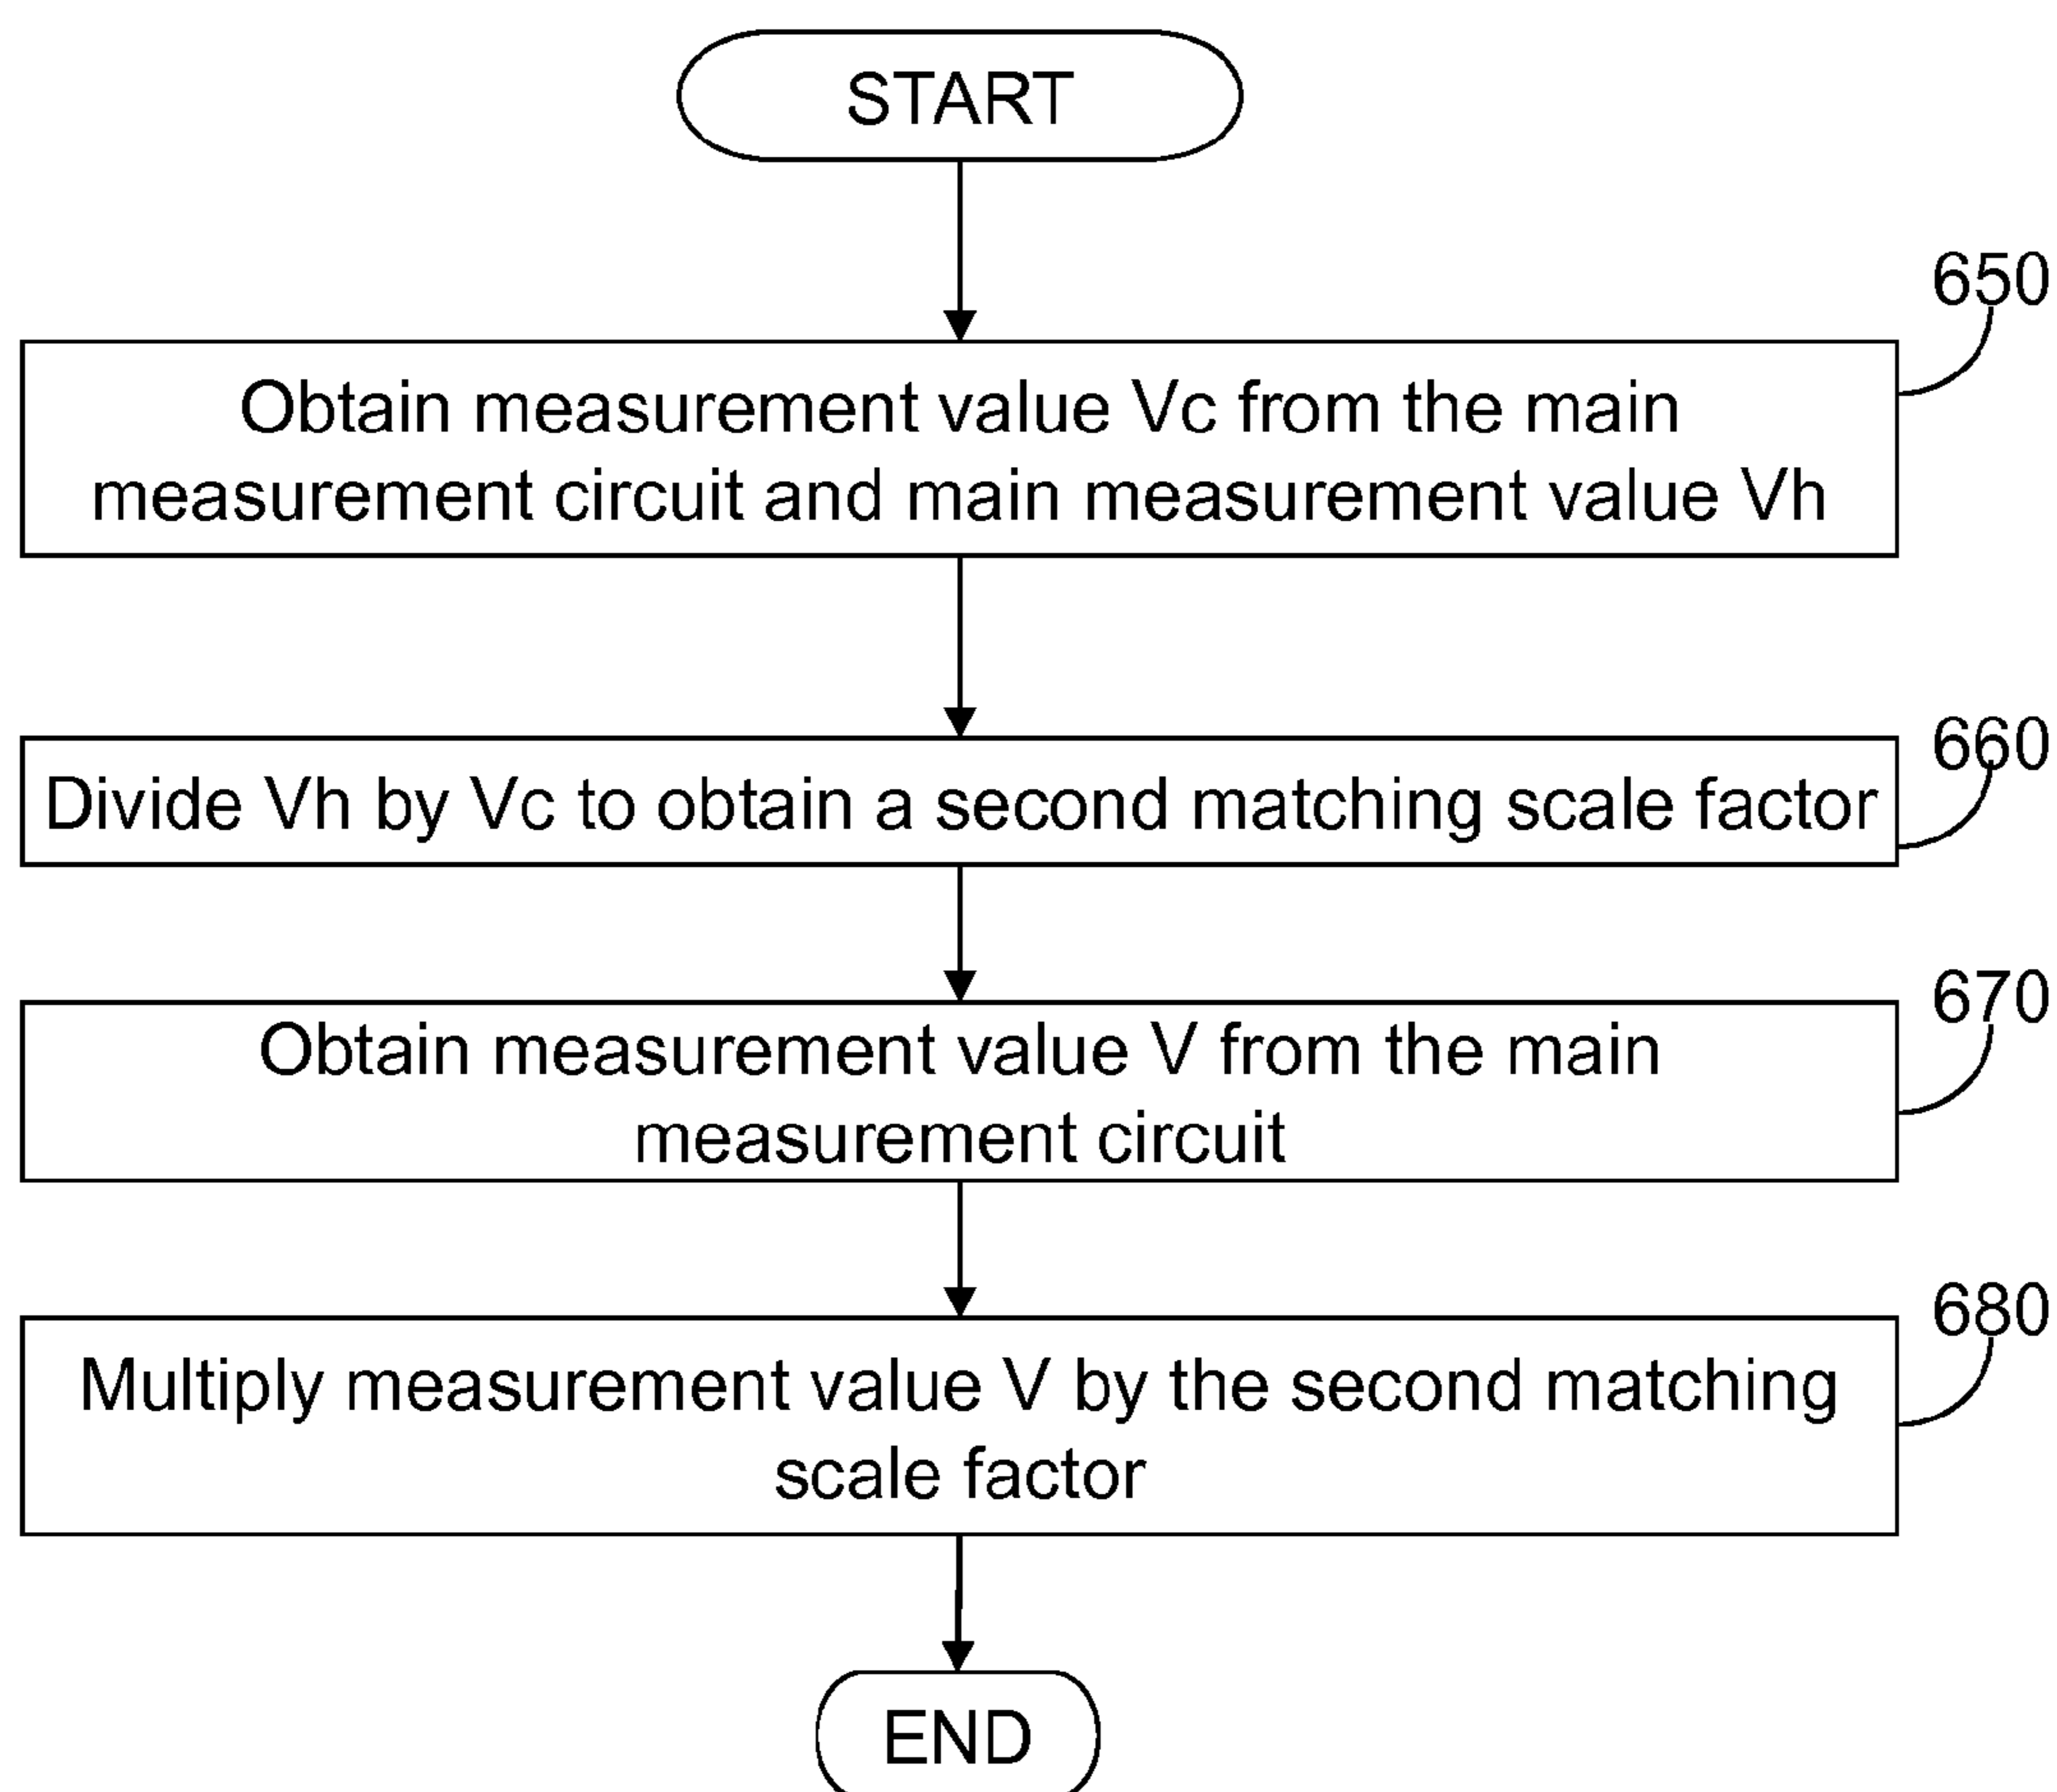 START
650
Obtain measurement value Vc from the main
measurement circuit and main measurement value Vh
660
Divide Vh by Vc to obtain a second matching scale factor
670
Obtain measurement value V from the main
measurement circuit
680
Multiply measurement value V by the second matching
scale factor
END